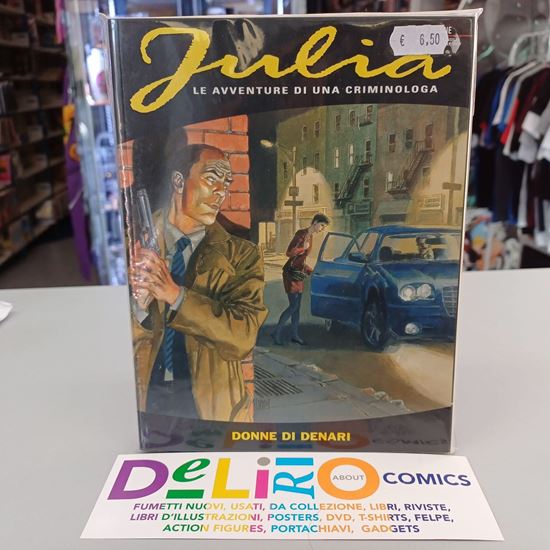 Julia
€ 6,50
LE AVVENTURE DI UNA CRIMINOLOGA
DONNE DI DENARI
DeLiRiO ABOUT COMICS
FUMETTI NUOVI, USATI, DA COLLEZIONE, LIBRI, RIVISTE,
LIBRI D'ILLUSTRAZIONI, POSTERS, DVD, T-SHIRTS, FELPE,
ACTION FIGURES, PORTACHIAVI, GADGETS